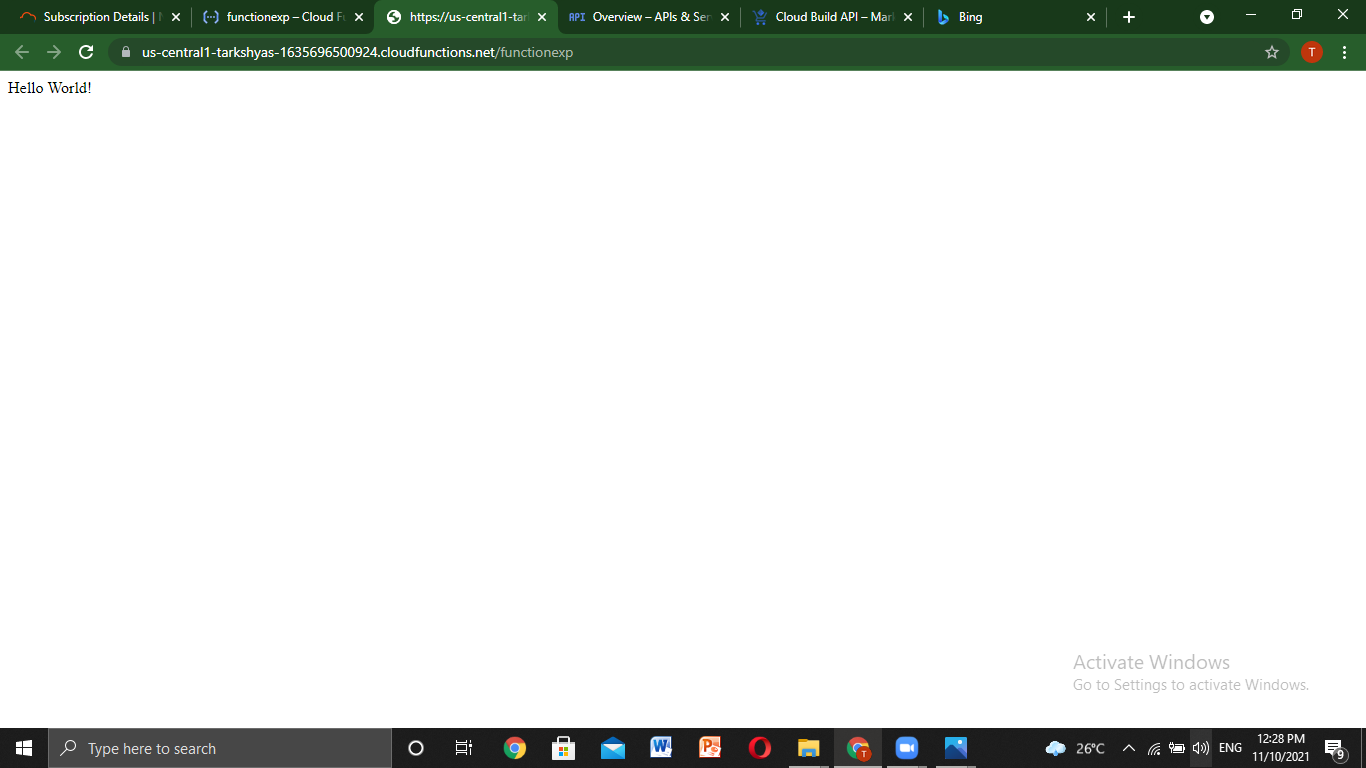 Subscription Details |
functionexp – Cloud Fu
https://us-central1-tark
API Overview – APIs & Ser
Cloud Build API – Mar
Bing
us-central1-tarkshyas-1635696500924.cloudfunctions.net/functionexp
T
Hello World!
Activate Windows
Go to Settings to activate Windows.
Type here to search
26°C
ENG
12:28 PM
11/10/2021
9